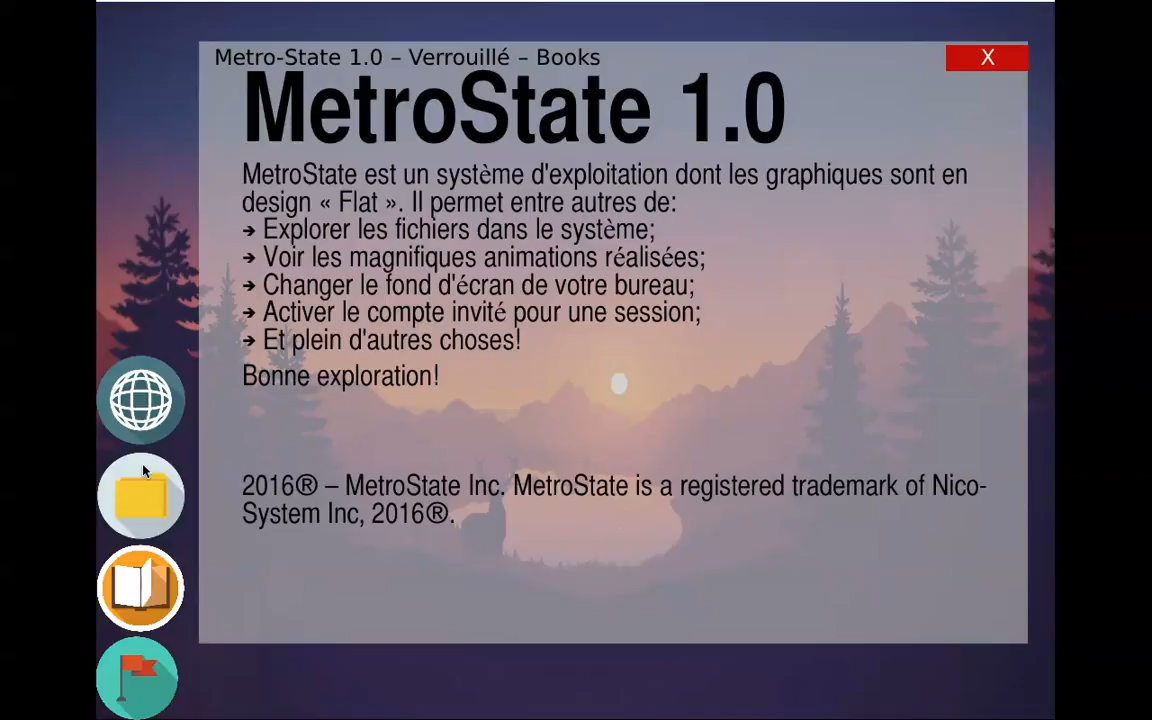 Metro-State 1.0 – Verrouillé – Books
X
MetroState 1.0
MetroState est un système d'exploitation dont les graphiques sont en
design « Flat ». Il permet entre autres de:
➔ Explorer les fichiers dans le système;
➔ Voir les magnifiques animations réalisées;
➔ Changer le fond d'écran de votre bureau;
➔ Activer le compte invité pour une session;
➔ Et plein d'autres choses!
Bonne exploration!
2016® – MetroState Inc. MetroState is a registered trademark of Nico-
System Inc, 2016®.